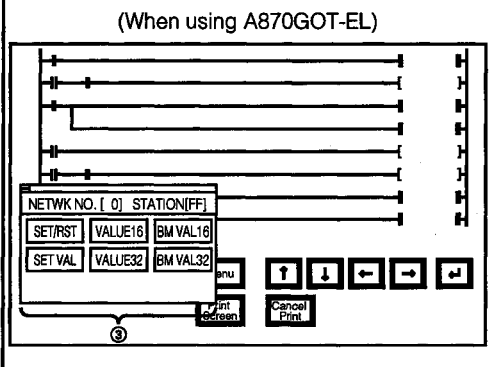 (When using A870GOT-EL)
NETWK NO. [ 0] STATION[FF]
SET/RST VALUE16 BM VAL16
SET VAL VALUE32 BM VAL32
enu ↑ ↓ ← → ↵
Print Screen
Cancel Print
③